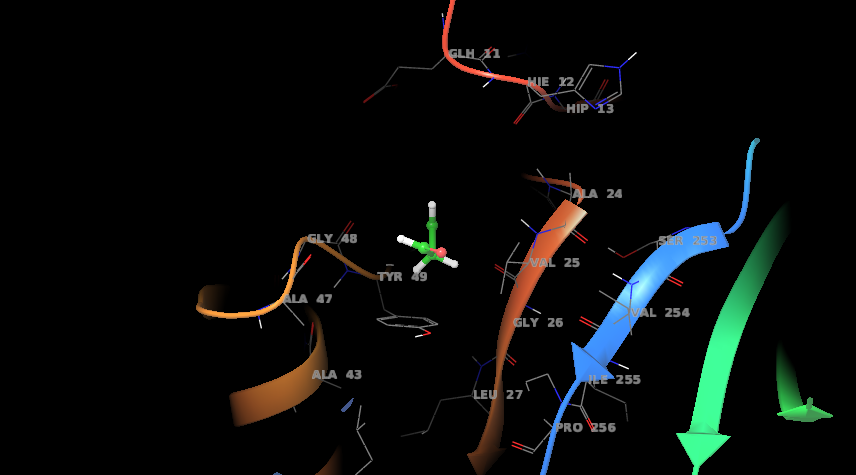 GLH 11
HIE 12
HIP 13
ALA 24
GLY 48
SER 253
VAL 25
TYR 49
ALA 47
VAL 254
GLY 26
ALA 43
ILE 255
LEU 27
PRO 256